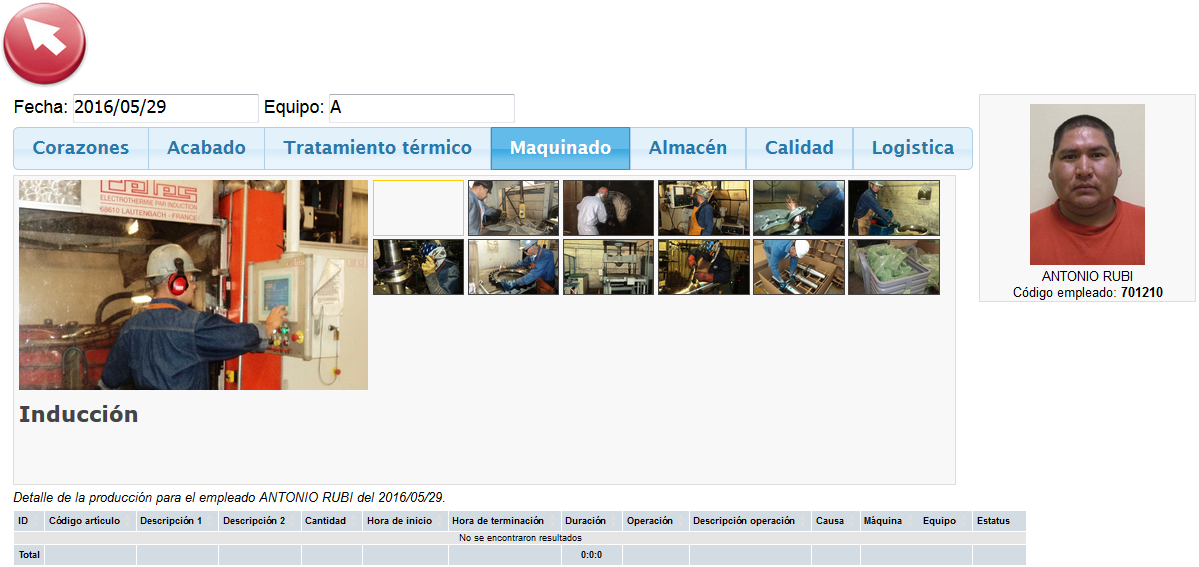 Fecha: 2016/05/29 Equipo: A
Corazones Acabado Tratamiento térmico Maquinado Almacén Calidad Logistica
ELECTROTHERMIE PAR INDUCTION
68610 LAUTENBACH - FRANCE
Inducción
ANTONIO RUBI
Código empleado: 701210
Detalle de la producción para el empleado ANTONIO RUBI del 2016/05/29.
ID Código artículo Descripción 1 Descripción 2 Cantidad Hora de inicio Hora de terminación Duración Operación Descripción operación Causa Máquina Equipo Estatus
No se encontraron resultados
Total 0:0:0